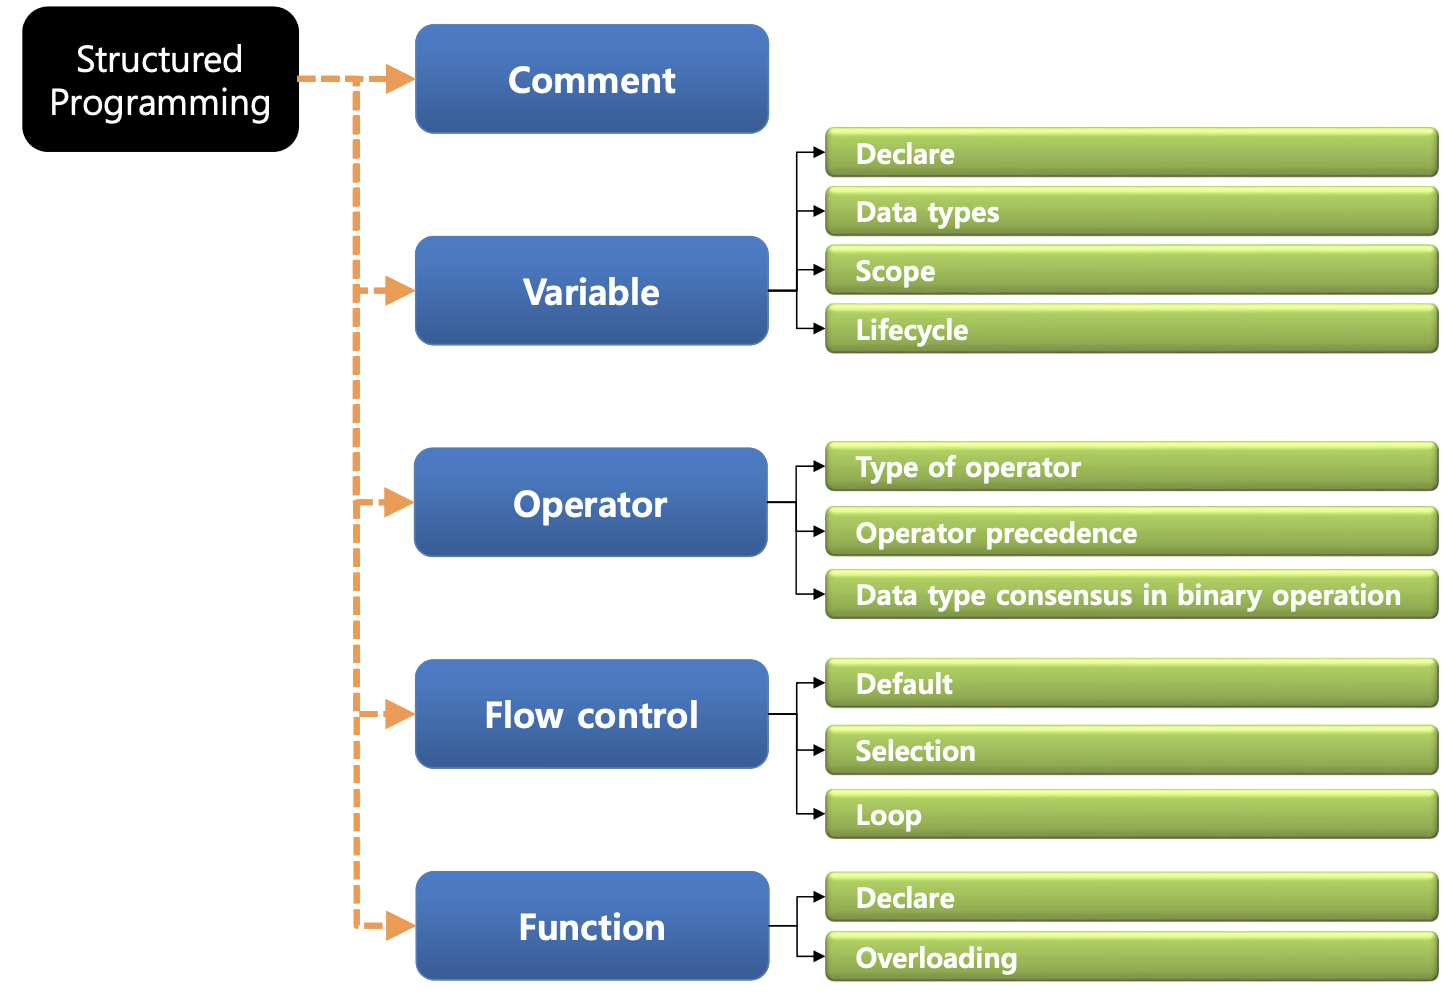 Structured
Programming
Comment
Variable
Declare
Data types
Scope
Lifecycle
Operator
Type of operator
Operator precedence
Data type consensus in binary operation
Flow control
Default
Selection
Loop
Function
Declare
Overloading